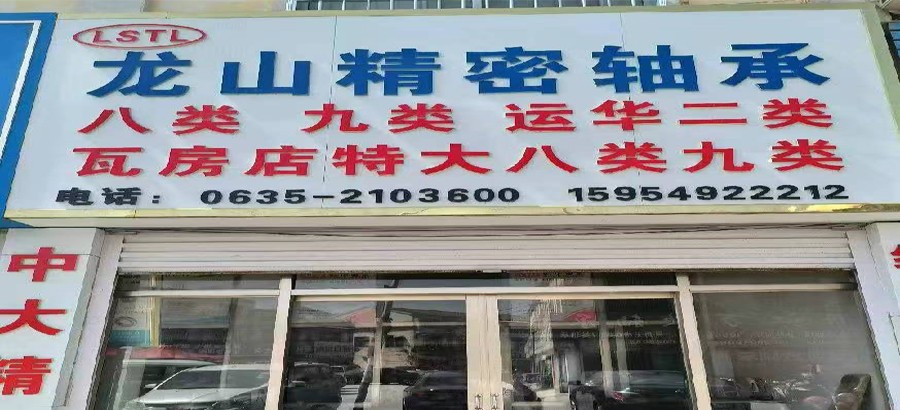 LSTL
龙山精密轴承
八类 九类 运华二类
瓦房店特大八类九类
电话：0635-2103600 15954922212
中大精